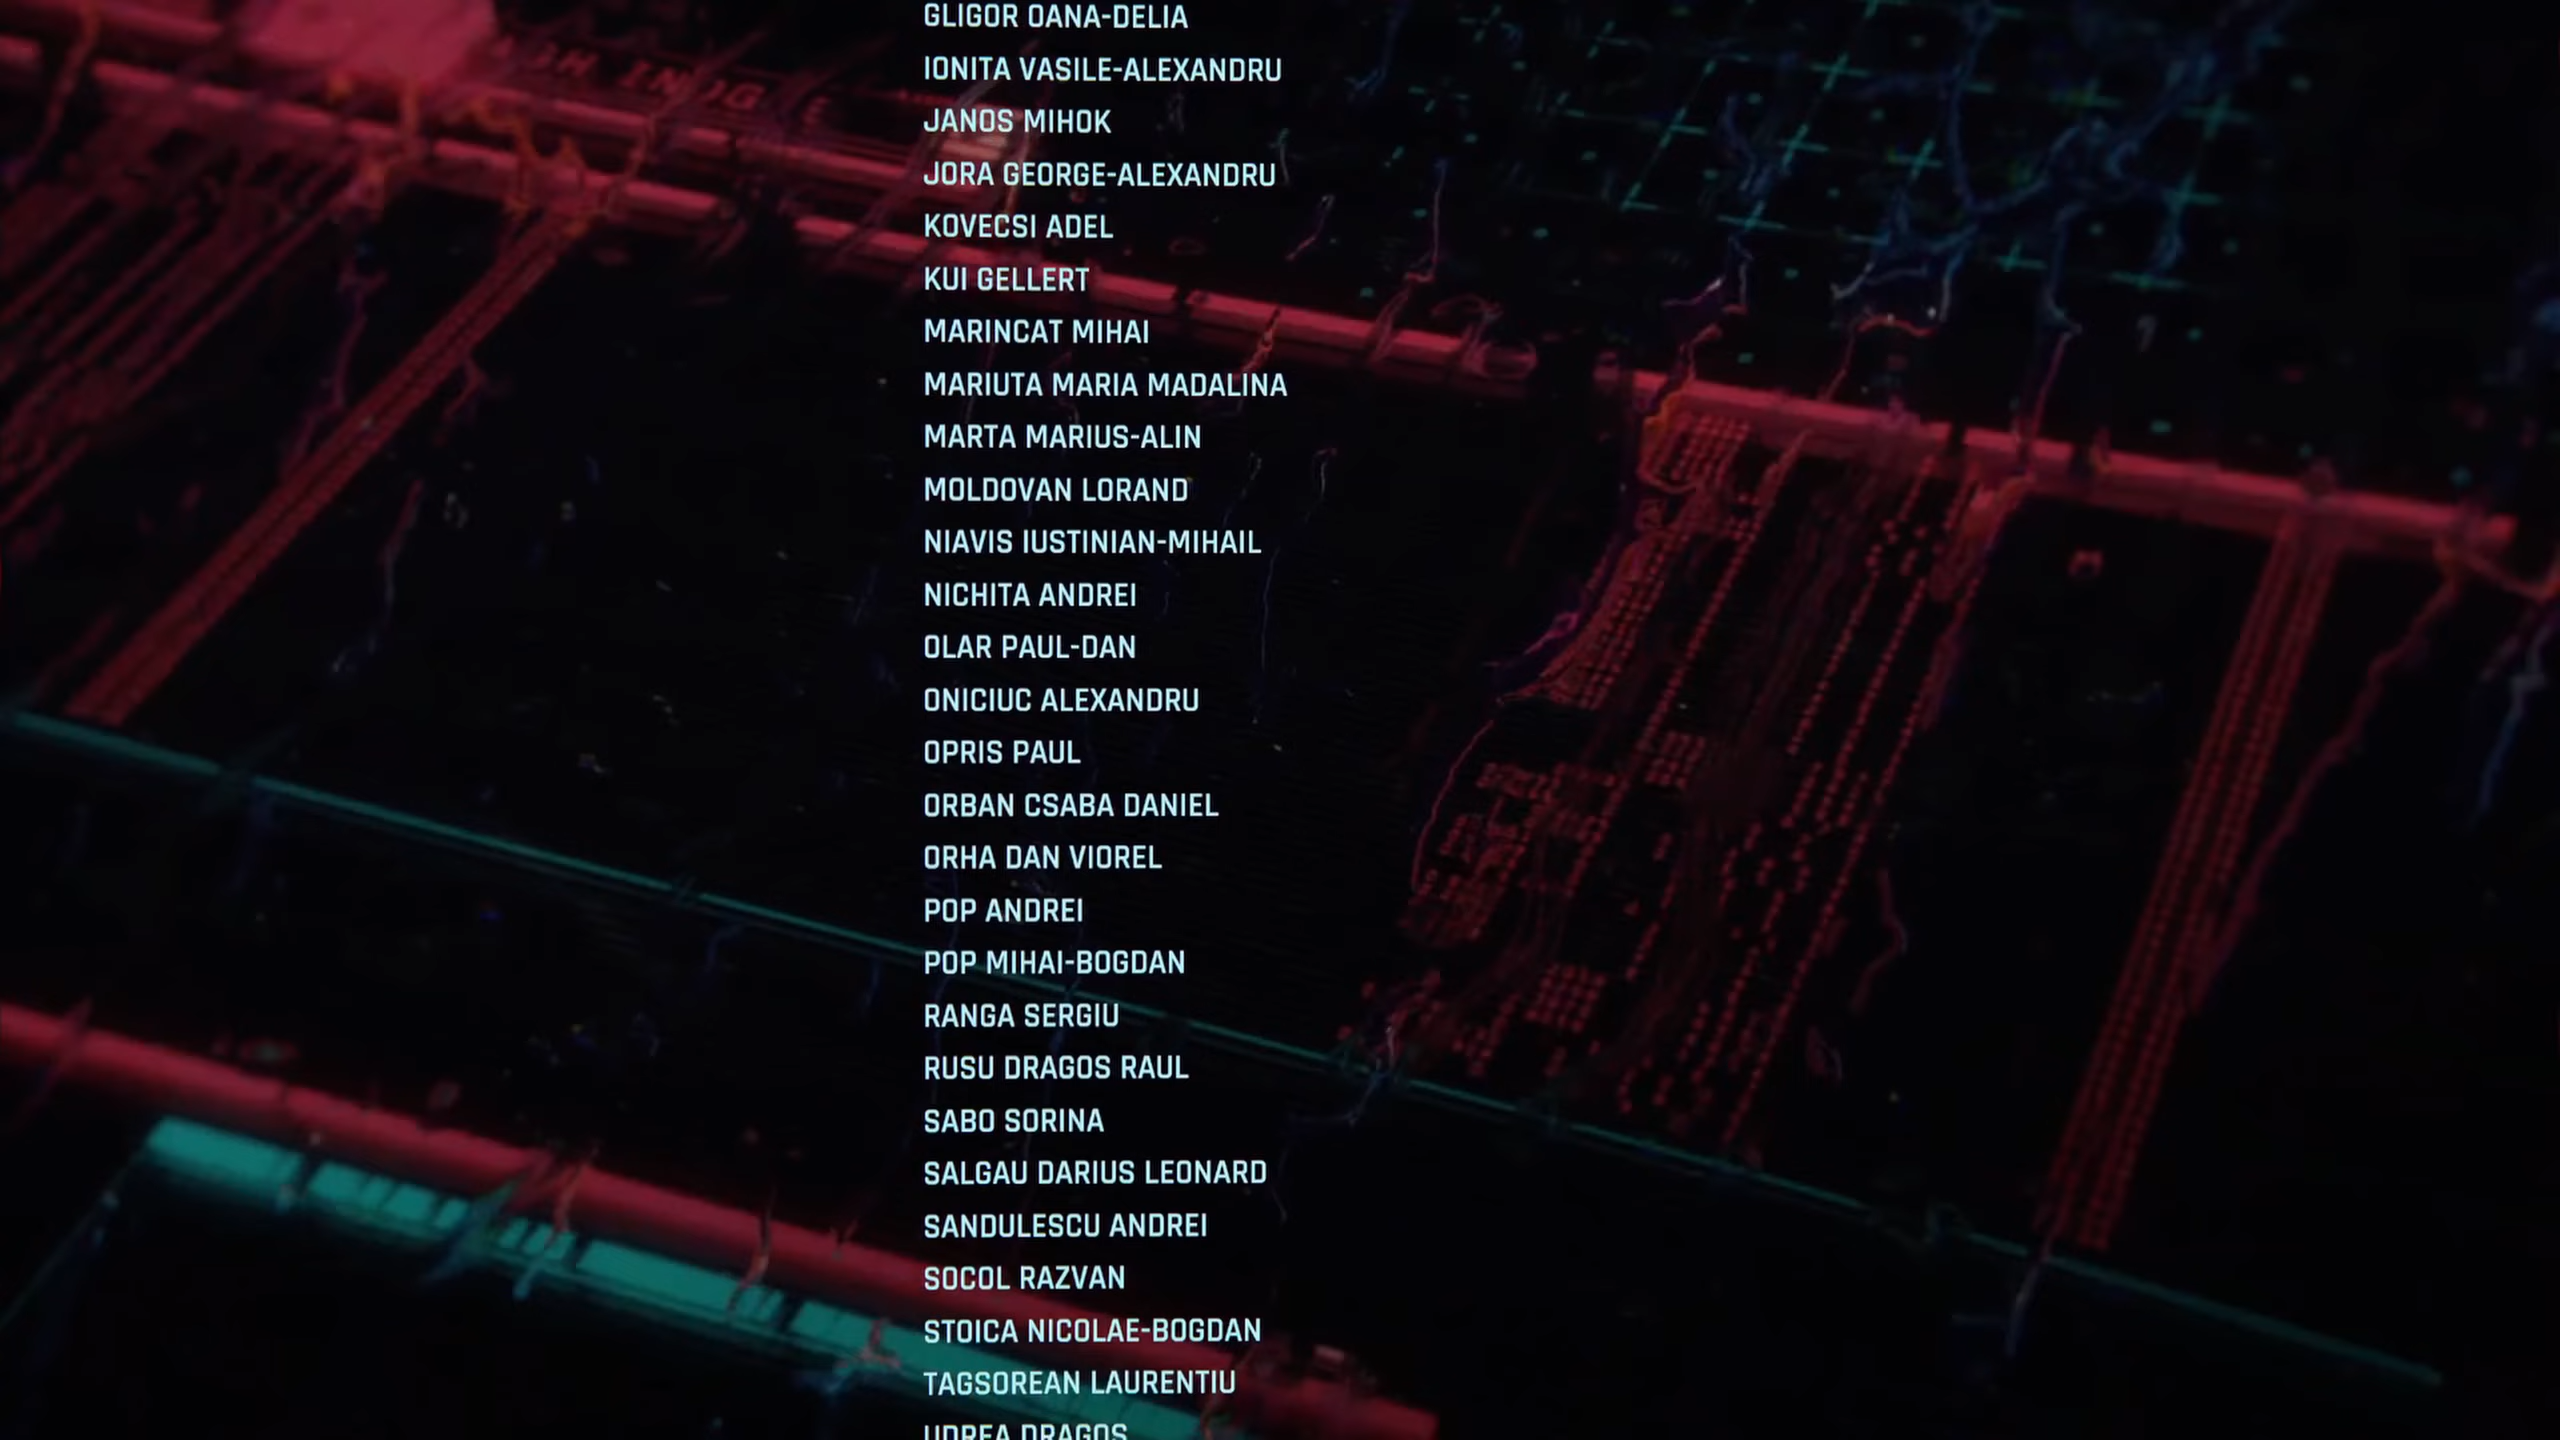 GLIGOR OANA-DELIA
IONITA VASILE-ALEXANDRU
JANOS MIHOK
JORA GEORGE-ALEXANDRU
KOVECSI ADEL
KUI GELLERT
MARINCAT MIHAI
MARIUTA MARIA MADALINA
MARTA MARIUS-ALIN
MOLDOVAN LORAND
NIAVIS IUSTINIAN-MIHAIL
NICHITA ANDREI
OLAR PAUL-DAN
ONICIUC ALEXANDRU
OPRIS PAUL
ORBAN CSABA DANIEL
ORHA DAN VIOREL
POP ANDREI
POP MIHAI-BOGDAN
RANGA SERGIU
RUSU DRAGOS RAUL
SABO SORINA
SALGAU DARIUS LEONARD
SANDULESCU ANDREI
SOCOL RAZVAN
STOICA NICOLAE-BOGDAN
TAGSOREAN LAURENTIU
UDREA DRAGOS